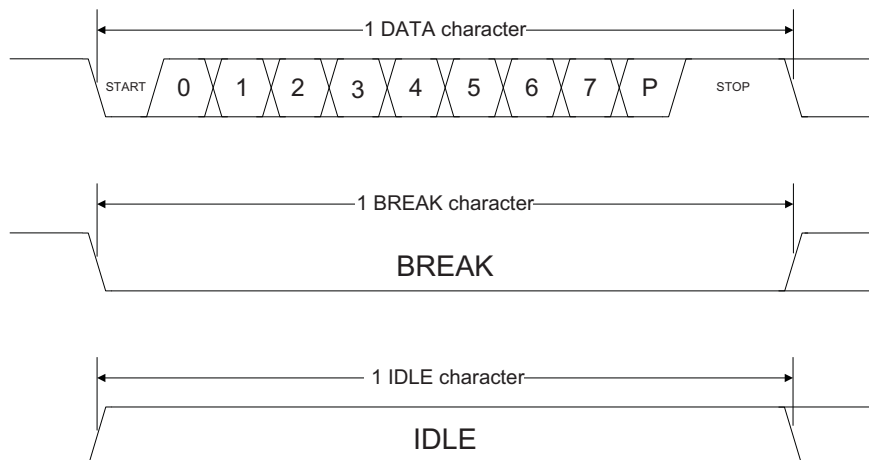 1 DATA character
START 0 1 2 3 4 5 6 7 P STOP
1 BREAK character
BREAK
1 IDLE character
IDLE